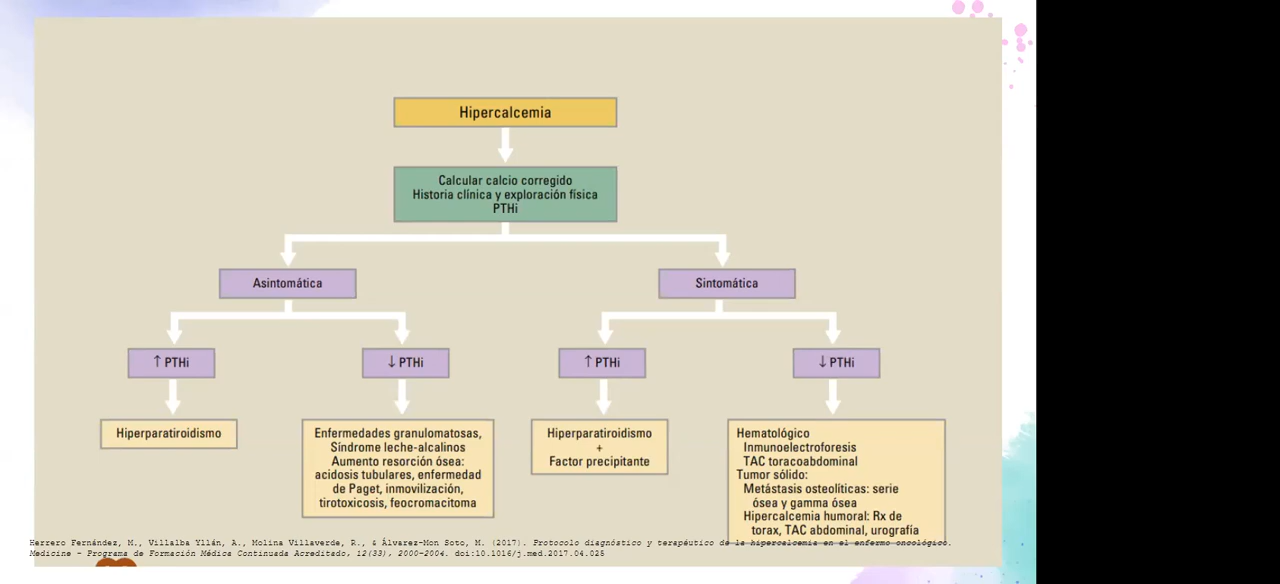 Hipercalcemia
Calcular calcio corregido
Historia clínica y exploración física
PTHi
Asintomática
Sintomática
↑ PTHi
↓ PTHi
↑ PTHi
↓ PTHi
Hiperparatiroidismo
Enfermedades granulomatosas,
Síndrome leche-alcalinos
Aumento resorción ósea:
acidosis tubulares, enfermedad
de Paget, inmovilización,
tirotoxicosis, feocromacitoma
Hiperparatiroidismo
+
Factor precipitante
Hematológico
Inmunoelectroforesis
TAC toracoabdominal
Tumor sólido:
Metástasis osteolíticas: serie
ósea y gamma ósea
Hipercalcemia humoral: Rx de
torax, TAC abdominal, urografía
Herrero Fernández, M., Villalba Yllán, A., Molina Villaverde, R., & Álvarez-Mon Soto, M. (2017). Protocolo diagnóstico y terapéutico de la hipercalcemia en el enfermo oncológico.
Medicine - Programa de Formación Médica Continuada Acreditado, 12(33), 2000–2004. doi:10.1016/j.med.2017.04.028